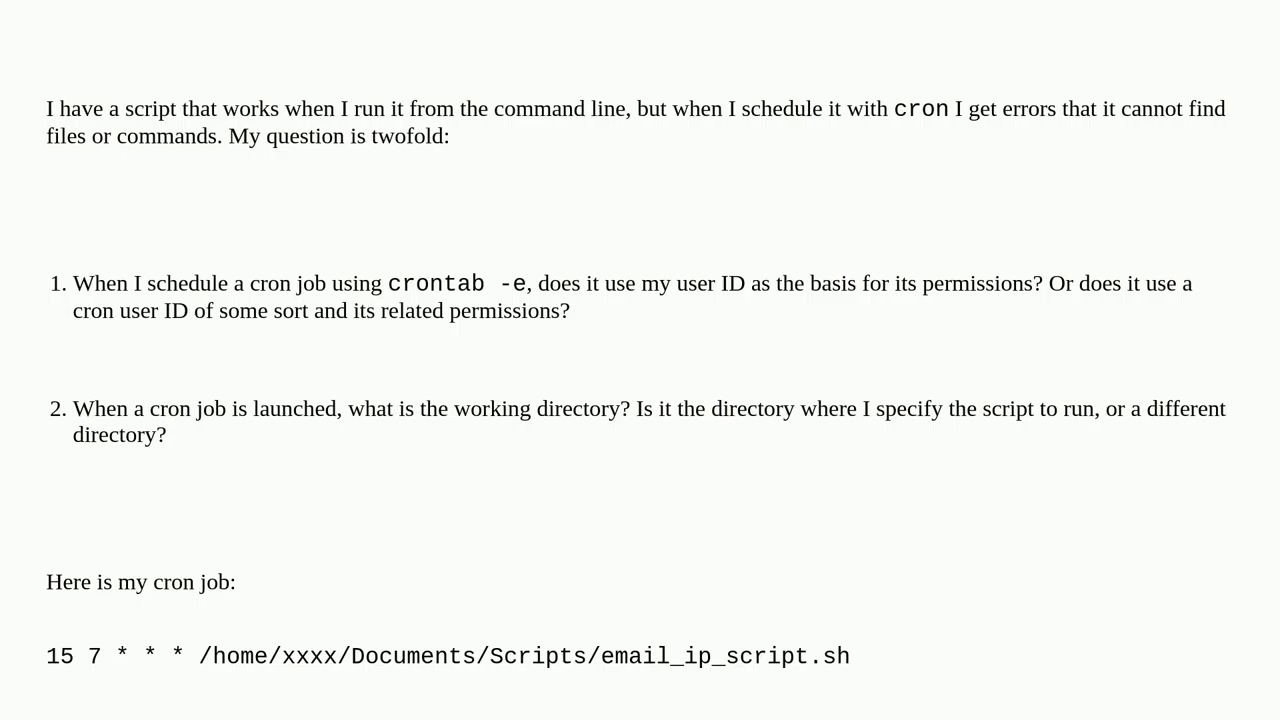 I have a script that works when I run it from the command line, but when I schedule it with cron I get errors that it cannot find
files or commands. My question is twofold:
1. When I schedule a cron job using crontab -e, does it use my user ID as the basis for its permissions? Or does it use a
cron user ID of some sort and its related permissions?
2. When a cron job is launched, what is the working directory? Is it the directory where I specify the script to run, or a different
directory?
Here is my cron job:
15 7 * * * /home/xxxx/Documents/Scripts/email_ip_script.sh